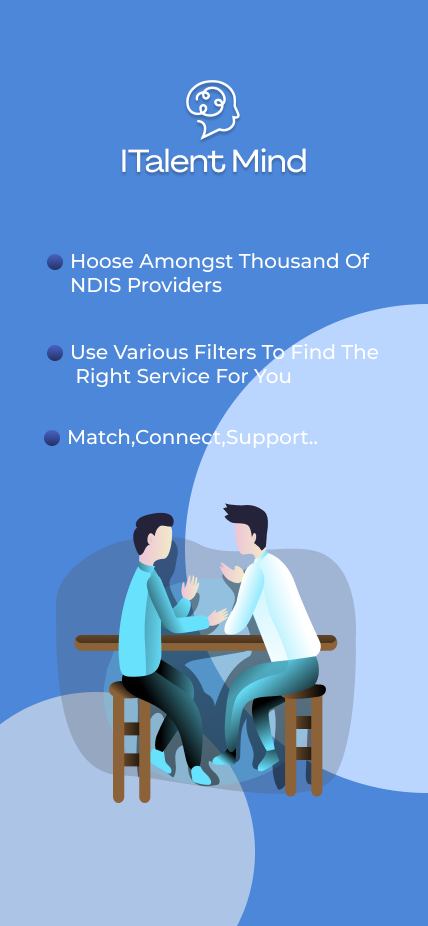 ITalent Mind
Hoose Amongst Thousand Of
NDIS Providers
Use Various Filters To Find The
Right Service For You
Match,Connect,Support..